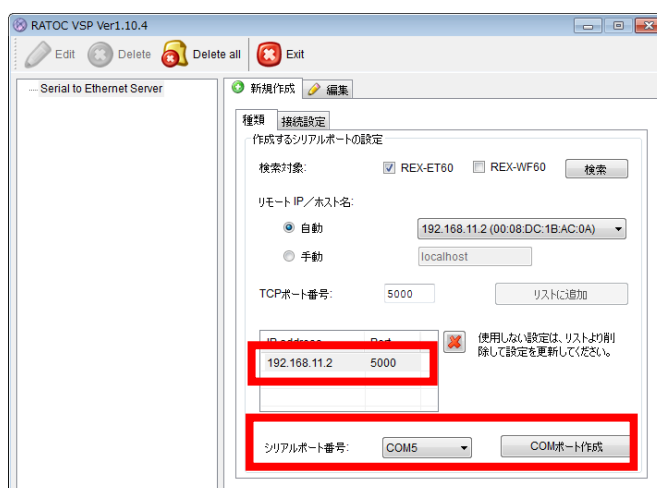 RATOC VSP Ver1.10.4
Edit Delete Delete all Exit
Serial to Ethernet Server
新規作成 編集
種類 接続設定
作成するシリアルポートの設定
検索対象: REX-ET60 REX-WF60 検索
リモート IP/ホスト名:
自動 192.168.11.2 (00:08:DC:1B:AC:0A)
手動 localhost
TCPポート番号: 5000 リストに追加
IP address Port
使用しない設定は、リストより削
除して設定を更新してください。
192.168.11.2 5000
シリアルポート番号: COM5 COMポート作成